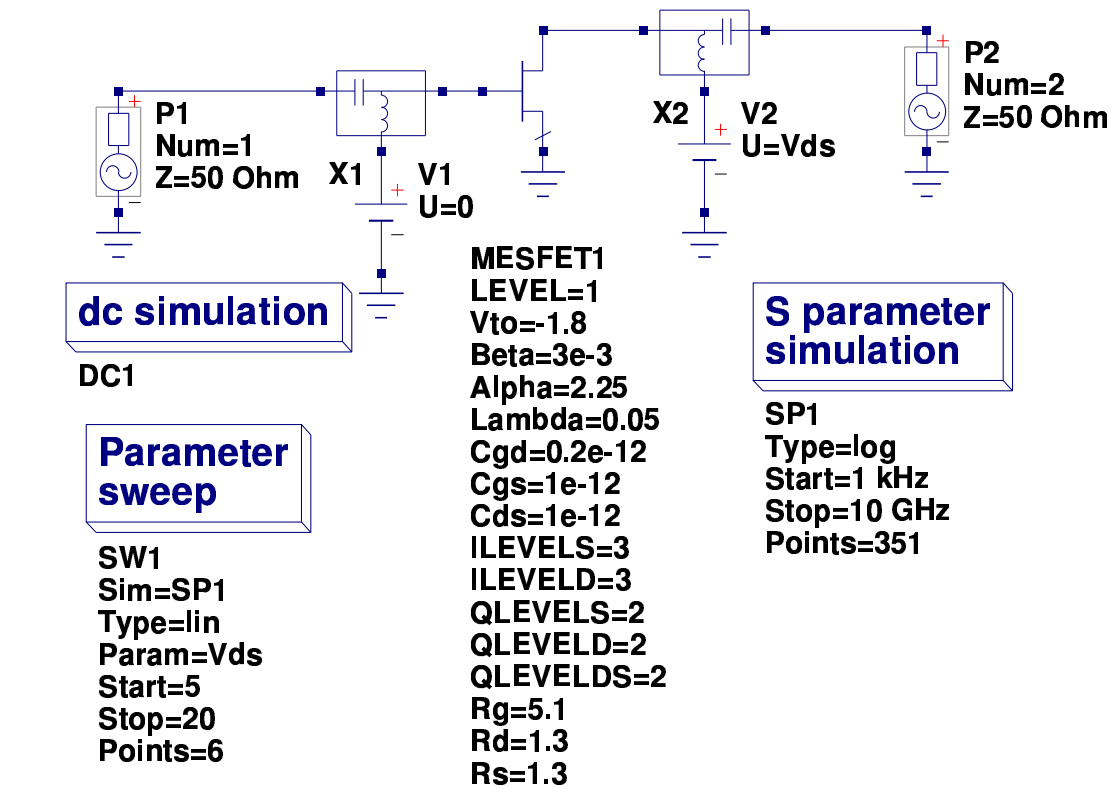 P1
Num=1
Z=50 Ohm
X1
V1
U=0
X2
V2
U=Vds
P2
Num=2
Z=50 Ohm
dc simulation
DC1
Parameter
sweep
SW1
Sim=SP1
Type=lin
Param=Vds
Start=5
Stop=20
Points=6
MESFET1
LEVEL=1
Vto=-1.8
Beta=3e-3
Alpha=2.25
Lambda=0.05
Cgd=0.2e-12
Cgs=1e-12
Cds=1e-12
ILEVELS=3
ILEVELD=3
QLEVELS=2
QLEVELD=2
QLEVELDS=2
Rg=5.1
Rd=1.3
Rs=1.3
S parameter
simulation
SP1
Type=log
Start=1 kHz
Stop=10 GHz
Points=351